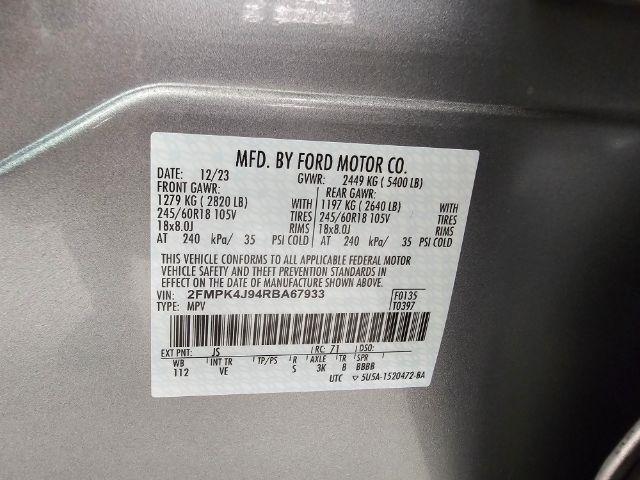 MFD. BY FORD MOTOR CO.
DATE: 12/23 GVWR: 2449 KG ( 5400 LB)
FRONT GAWR: REAR GAWR:
1279 KG ( 2820 LB) WITH 1197 KG ( 2640 LB) WITH
245/60R18 105V TIRES 245/60R18 105V TIRES
18x8.0J RIMS 18x8.0J RIMS
AT 240 kPa/ 35 PSI COLD AT 240 kPa/ 35 PSI COLD
THIS VEHICLE CONFORMS TO ALL APPLICABLE FEDERAL MOTOR
VEHICLE SAFETY AND THEFT PREVENTION STANDARDS IN
EFFECT ON THE DATE OF MANUFACTURE SHOWN ABOVE.
VIN: 2FMPK4J94RBA67933 F0135
TYPE: MPV T0397
EXT PNT: JS RC: 71 DSO:
WB INT TR TP/PS R AXLE TR SPR
112 VE S 3K 8 BBBB
UTC 5U5A-1520472-BA